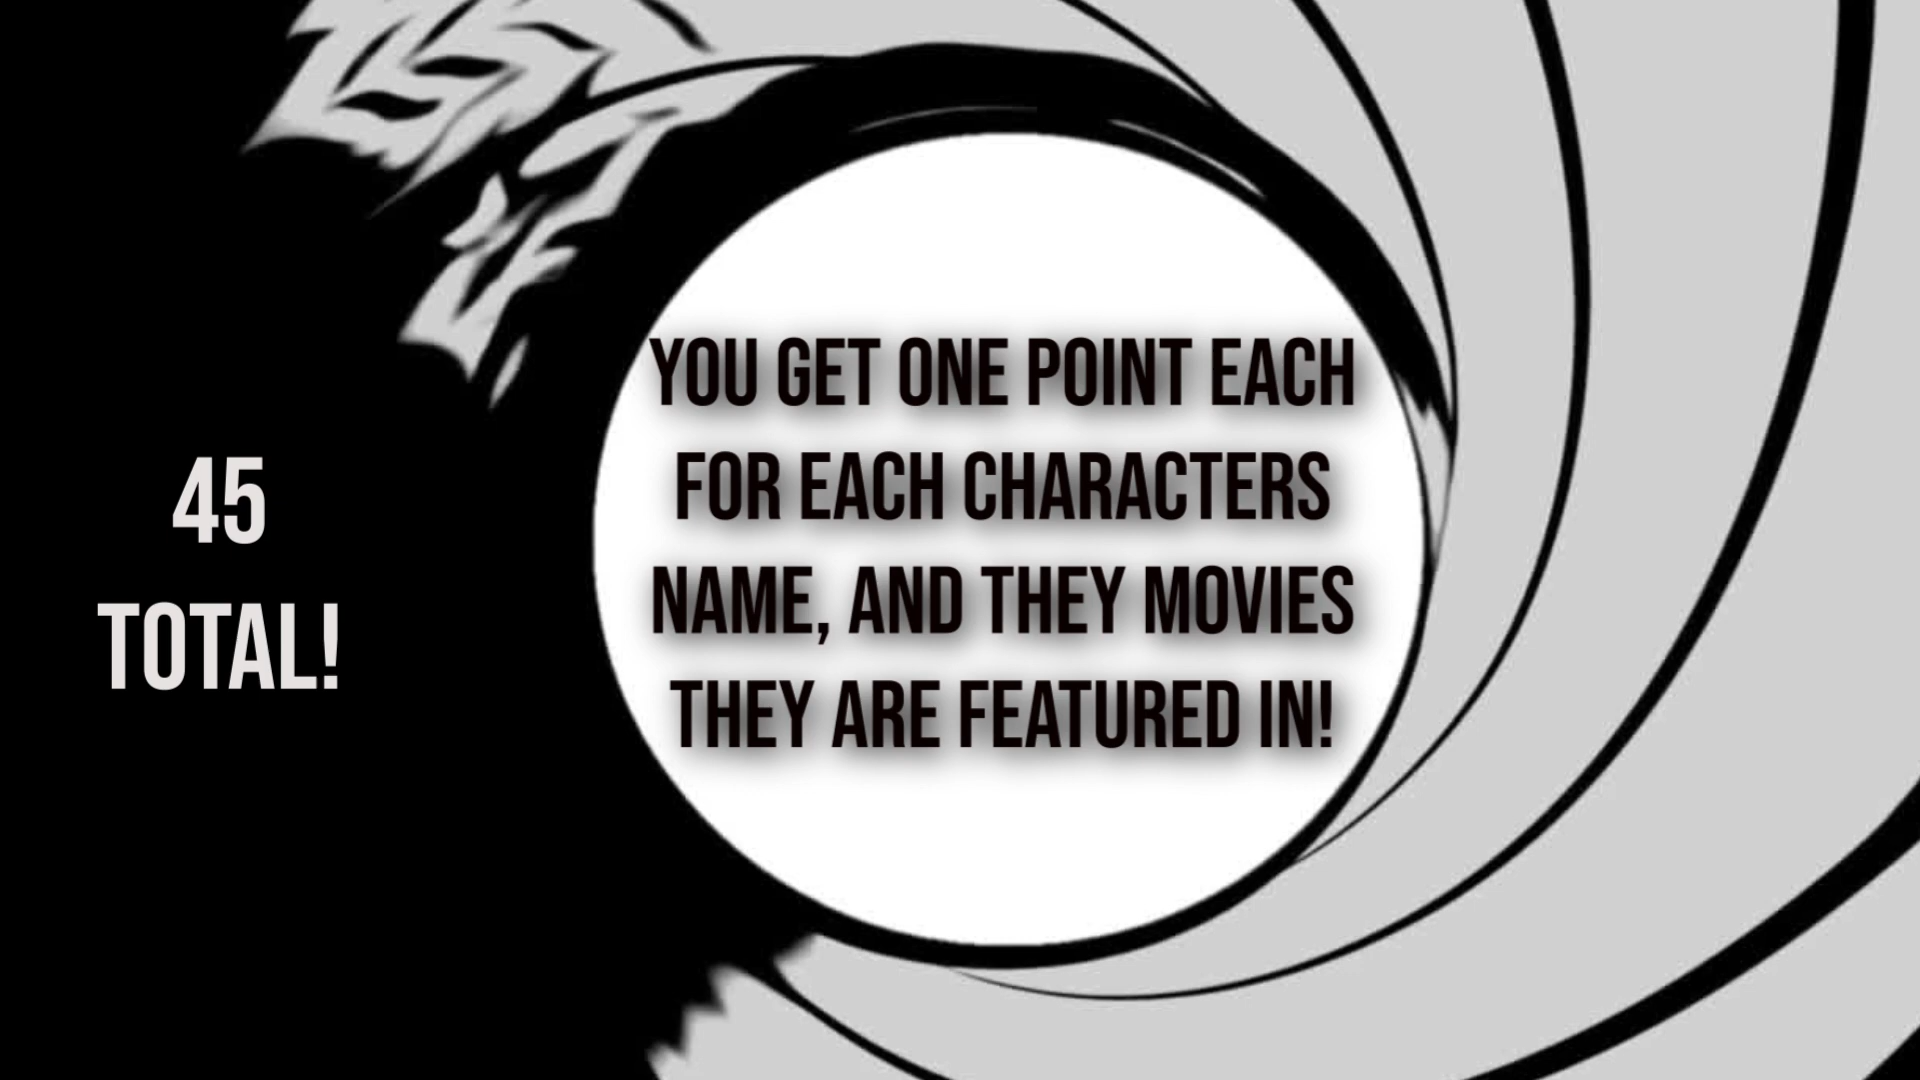 45
TOTAL!
YOU GET ONE POINT EACH
FOR EACH CHARACTERS
NAME, AND THEY MOVIES
THEY ARE FEATURED IN!